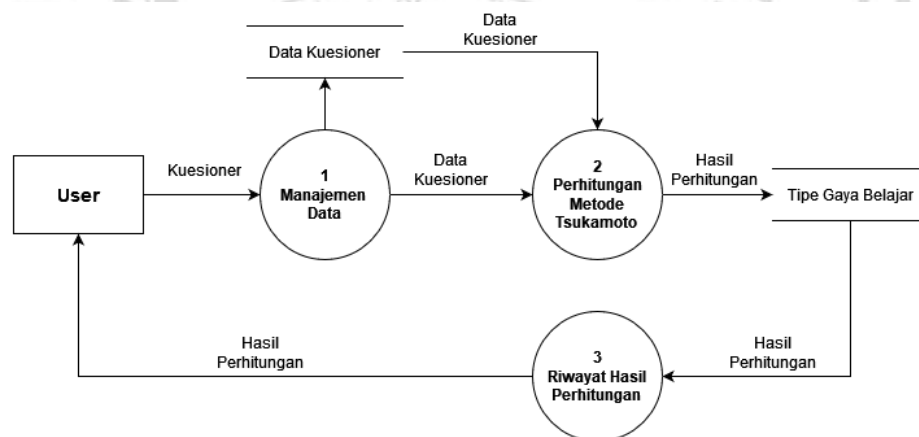 Data
Kuesioner
Data Kuesioner
User
Kuesioner
1
Manajemen
Data
Data
Kuesioner
2
Perhitungan
Metode
Tsukamoto
Hasil
Perhitungan
Tipe Gaya Belajar
Hasil
Perhitungan
3
Riwayat Hasil
Perhitungan
Hasil
Perhitungan